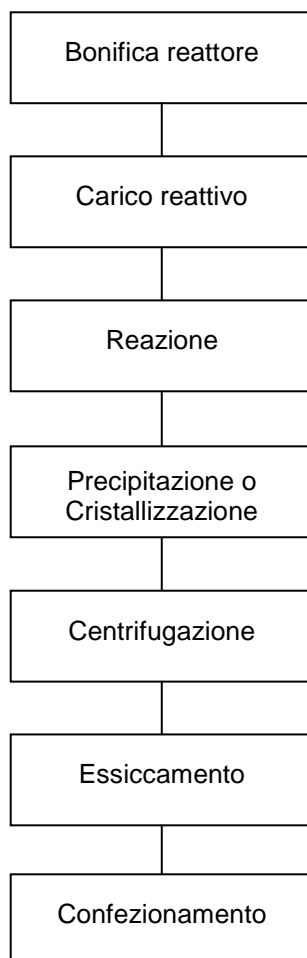 Bonifica reattore
Carico reattivo
Reazione
Precipitazione o
Cristallizzazione
Centrifugazione
Essiccamento
Confezionamento